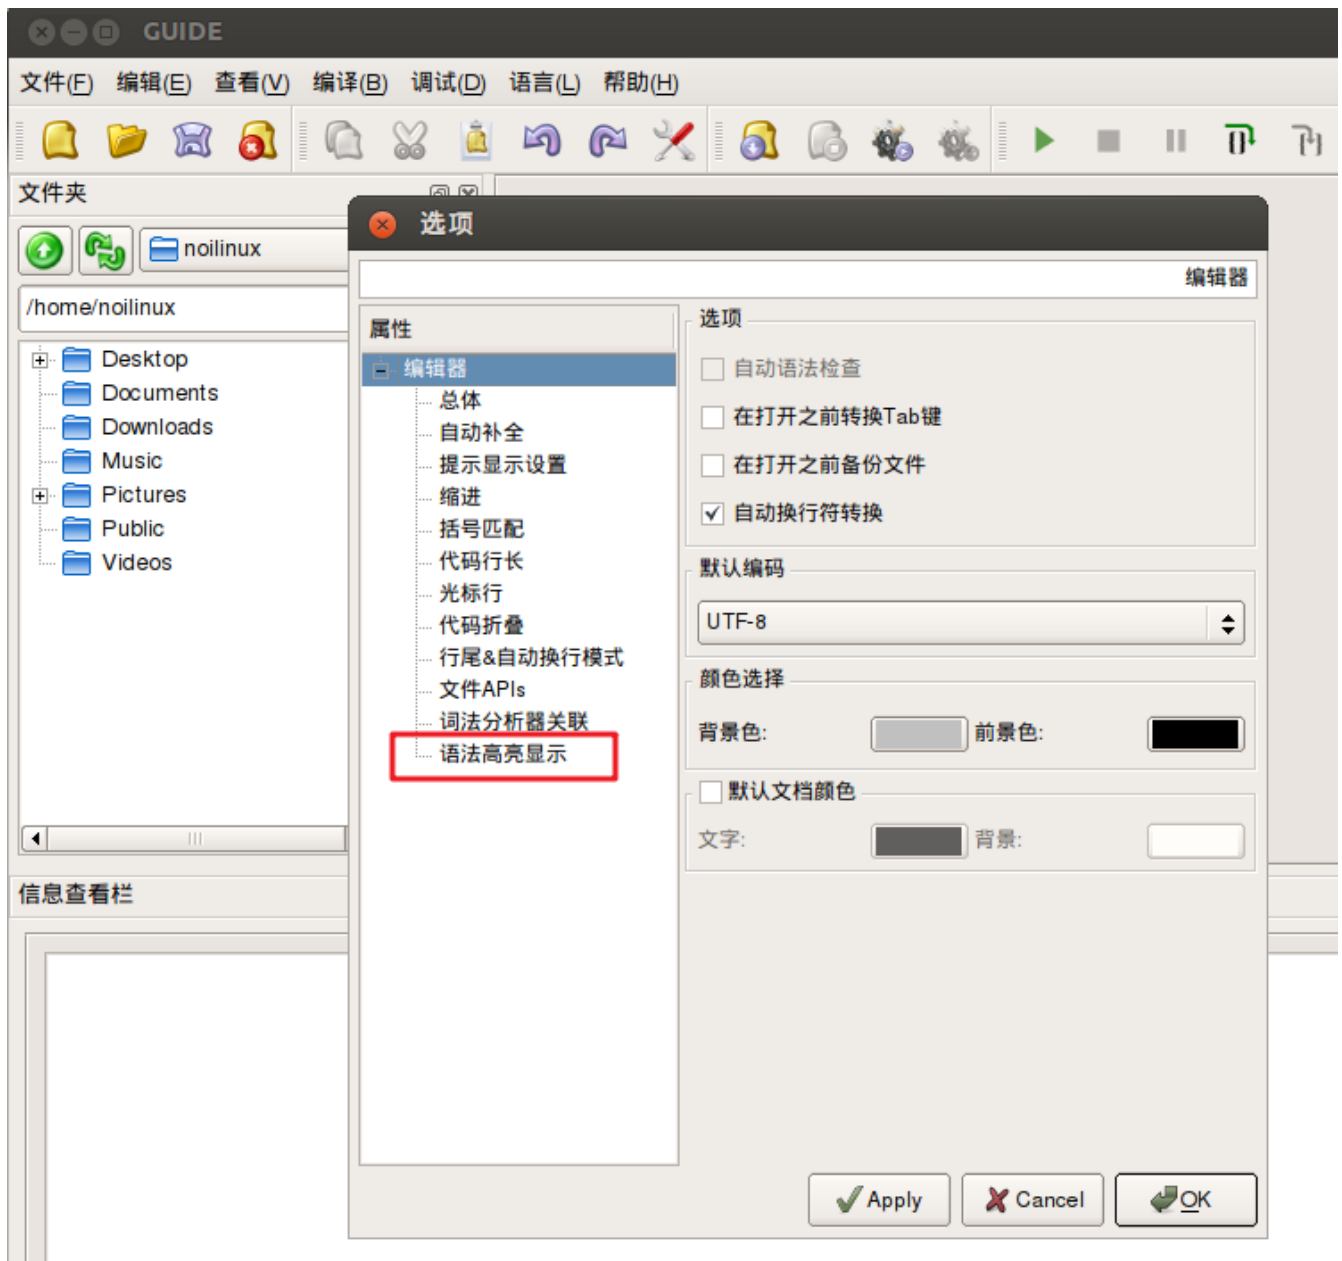 GUIDE
文件(F) 编辑(E) 查看(V) 编译(B) 调试(D) 语言(L) 帮助(H)
文件夹
noilinux
/home/noilinux
Desktop
Documents
Downloads
Music
Pictures
Public
Videos
信息查看栏
选项
编辑器
属性
编辑器
总体
自动补全
提示显示设置
缩进
括号匹配
代码行长
光标行
代码折叠
行尾&自动换行模式
文件APIs
词法分析器关联
语法高亮显示
选项
自动语法检查
在打开之前转换Tab键
在打开之前备份文件
自动换行符转换
默认编码
UTF-8
颜色选择
背景色: 前景色:
默认文档颜色
文字: 背景:
Apply Cancel OK